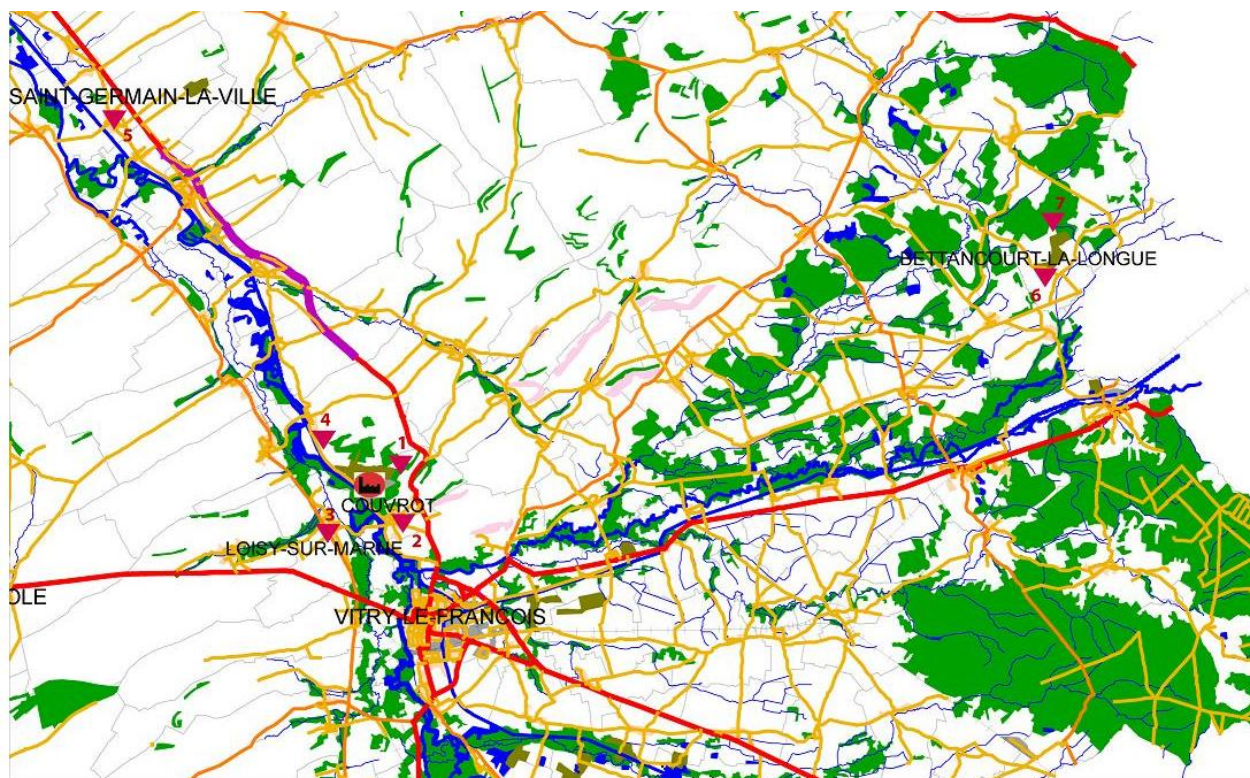 SAINT-GERMAIN-LA-VILLE
5
7
BETTANCOURT-LA-LONGUE
6
4
1
COUVROT
3
2
LOISY-SUR-MARNE
OLE
VITRY-LE-FRANCOIS